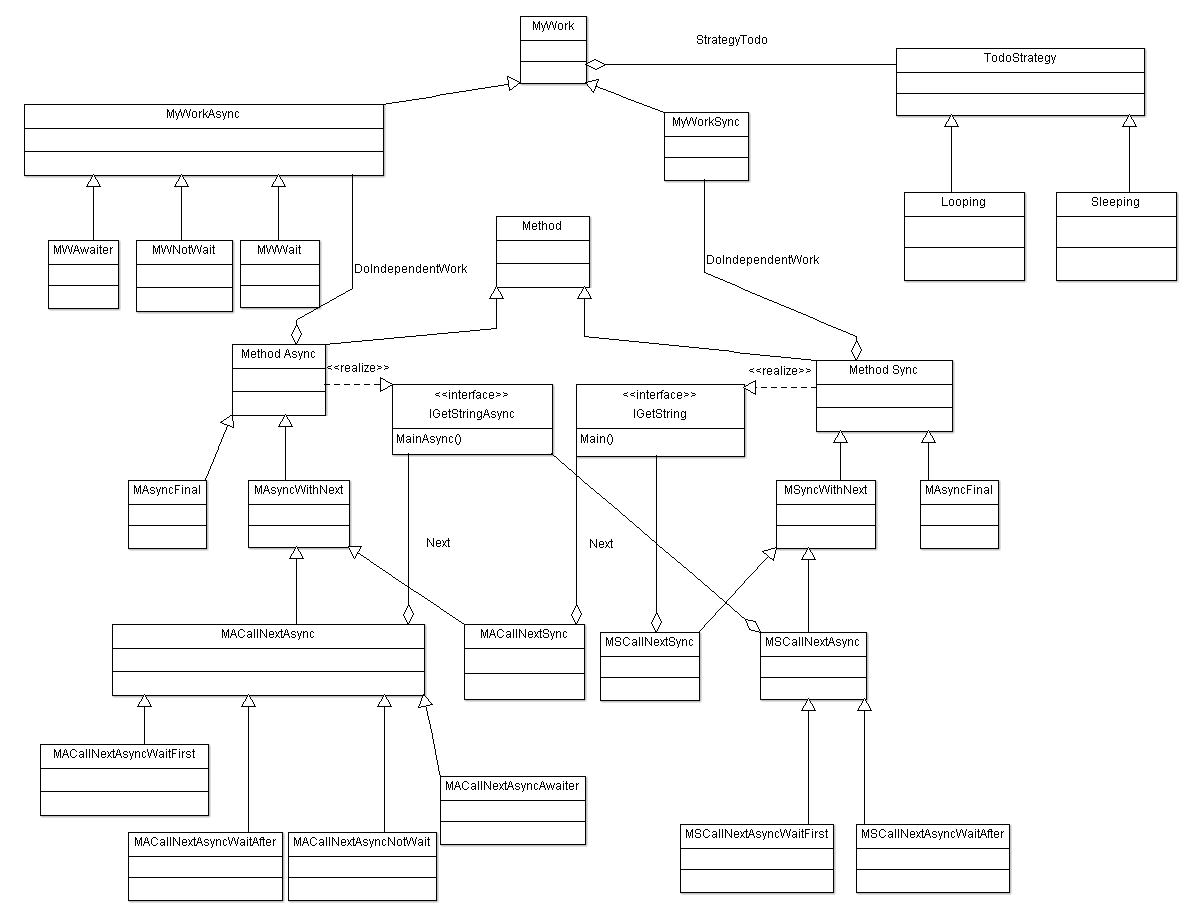 MyWork
StrategyTodo
TodoStrategy
MyWorkAsync
MyWorkSync
Looping
Sleeping
Method
MWAwaiter
MWNotWait
MWWait
DoIndependentWork
DoIndependentWork
Method Async
<<realize>>
<<realize>>
Method Sync
<<interface>>
IGetStringAsync
MainAsync()
<<interface>>
IGetString
Main()
MAsyncFinal
MAsyncWithNext
MSyncWithNext
MAsyncFinal
Next
Next
MACallNextAsync
MACallNextSync
MSCallNextSync
MSCallNextAsync
MACallNextAsyncWaitFirst
MACallNextAsyncAwaiter
MACallNextAsyncWaitAfter
MACallNextAsyncNotWait
MSCallNextAsyncWaitFirst
MSCallNextAsyncWaitAfter